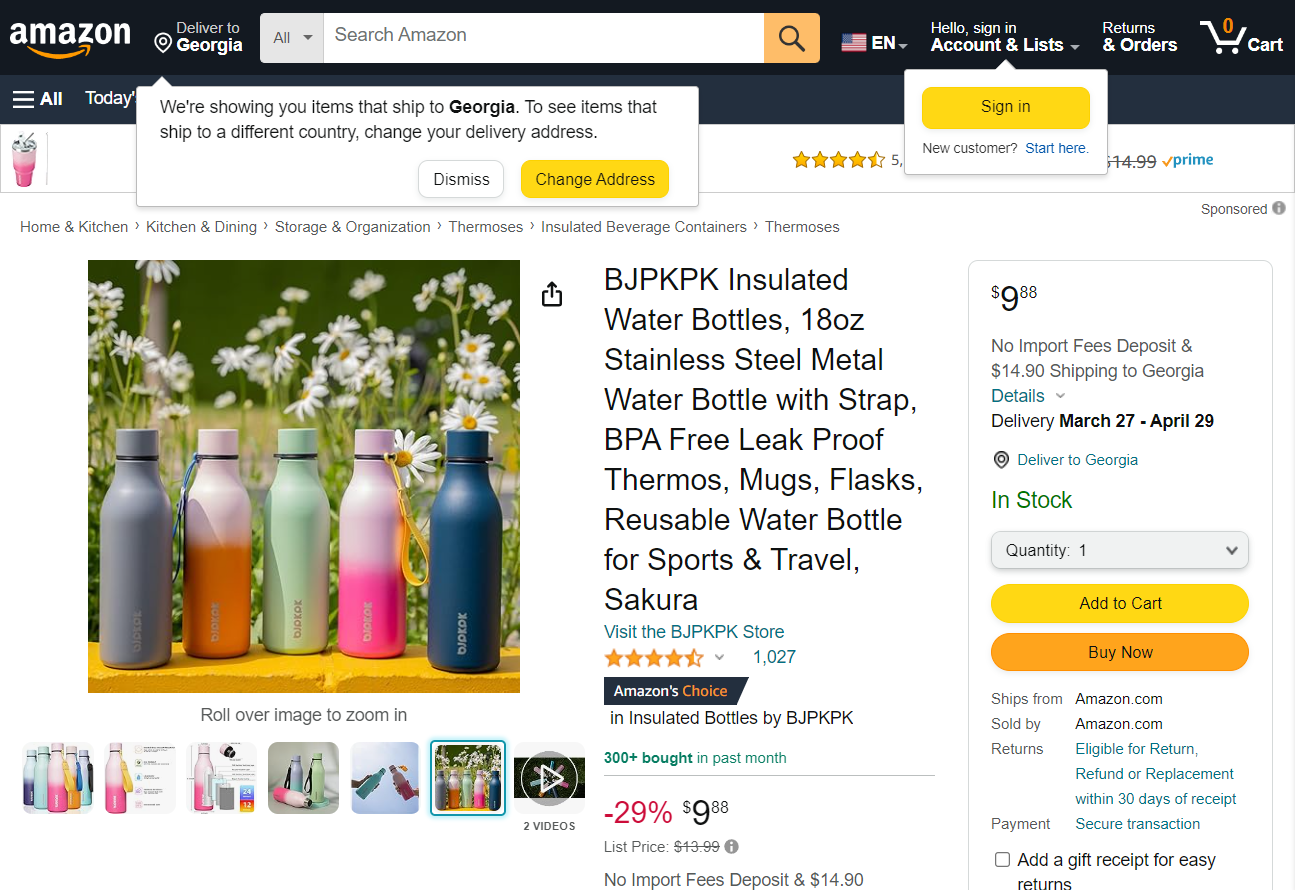 amazon
Deliver to
Georgia
All
Search Amazon
EN
Hello, sign in
Account & Lists
Returns
& Orders
0
Cart
All
Today'
We're showing you items that ship to Georgia. To see items that
ship to a different country, change your delivery address.
Dismiss
Change Address
Sign in
New customer? Start here.
5,
$14.99
prime
Sponsored
Home & Kitchen › Kitchen & Dining › Storage & Organization › Thermoses › Insulated Beverage Containers › Thermoses
BJPKPK
BJPKPK
BJPKPK
BJPKPK
BJPKPK
Roll over image to zoom in
24
12
2 VIDEOS
BJPKPK Insulated
Water Bottles, 18oz
Stainless Steel Metal
Water Bottle with Strap,
BPA Free Leak Proof
Thermos, Mugs, Flasks,
Reusable Water Bottle
for Sports & Travel,
Sakura
Visit the BJPKPK Store
1,027
Amazon's Choice
in Insulated Bottles by BJPKPK
300+ bought in past month
-29% $988
List Price: $13.99
No Import Fees Deposit & $14.90
$988
No Import Fees Deposit &
$14.90 Shipping to Georgia
Details
Delivery March 27 - April 29
Deliver to Georgia
In Stock
Quantity: 1
Add to Cart
Buy Now
Ships from Amazon.com
Sold by Amazon.com
Returns Eligible for Return,
Refund or Replacement
within 30 days of receipt
Payment Secure transaction
Add a gift receipt for easy
returns